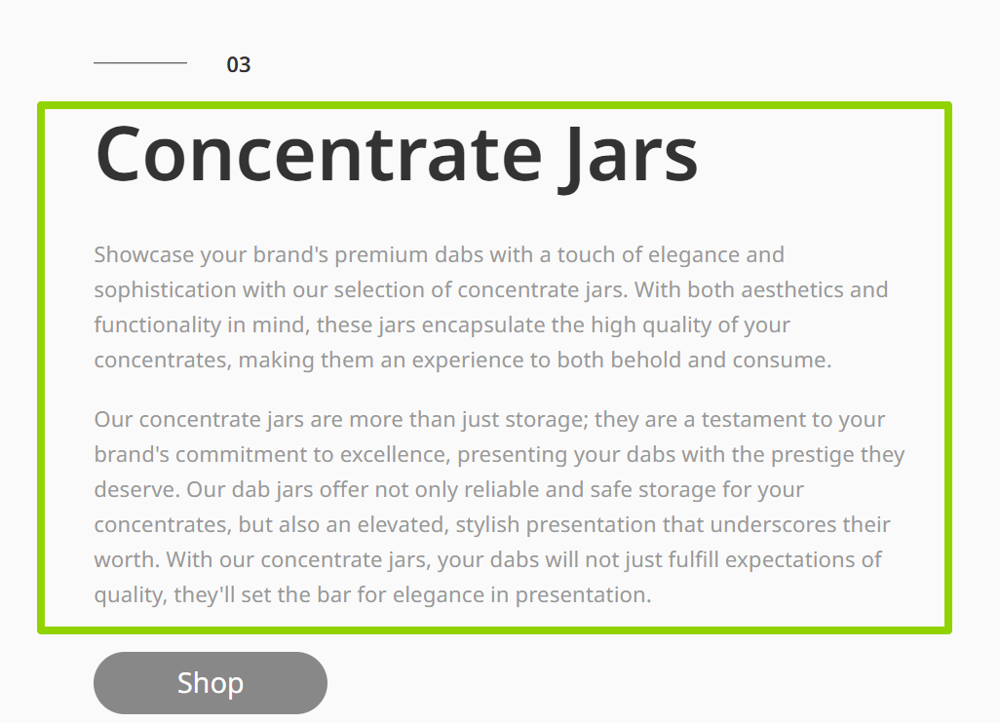 03
Concentrate Jars
Showcase your brand's premium dabs with a touch of elegance and
sophistication with our selection of concentrate jars. With both aesthetics and
functionality in mind, these jars encapsulate the high quality of your
concentrates, making them an experience to both behold and consume.
Our concentrate jars are more than just storage; they are a testament to your
brand's commitment to excellence, presenting your dabs with the prestige they
deserve. Our dab jars offer not only reliable and safe storage for your
concentrates, but also an elevated, stylish presentation that underscores their
worth. With our concentrate jars, your dabs will not just fulfill expectations of
quality, they'll set the bar for elegance in presentation.
Shop